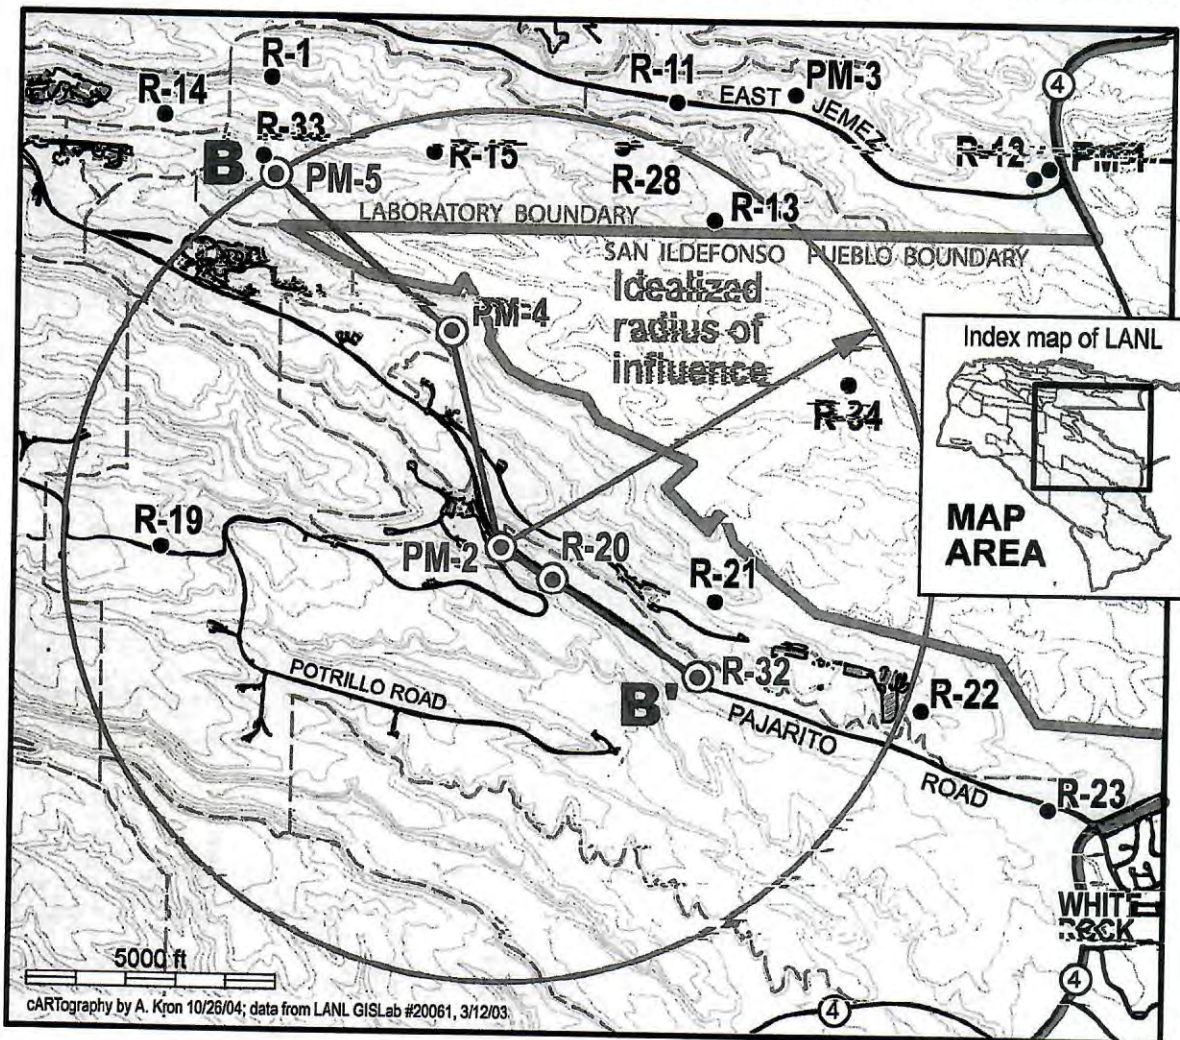 R-1
R-14
R-11
PM-3
4
EAST JEMEZ
R-33
B
PM-5
R-15
R-28
R-12
PM-1
R-13
LABORATORY BOUNDARY
SAN ILDEFONSO PUEBLO BOUNDARY
Idealized
radius of
influence
PM-4
Index map of LANL
R-34
MAP
AREA
R-19
PM-2
R-20
R-21
R-32
B'
POTRILLO ROAD
R-22
PAJARITO ROAD
R-23
WHITE
ROCK
5000 ft
4
4
cARTography by A. Kron 10/26/04; data from LANL GISLab #20061, 3/12/03